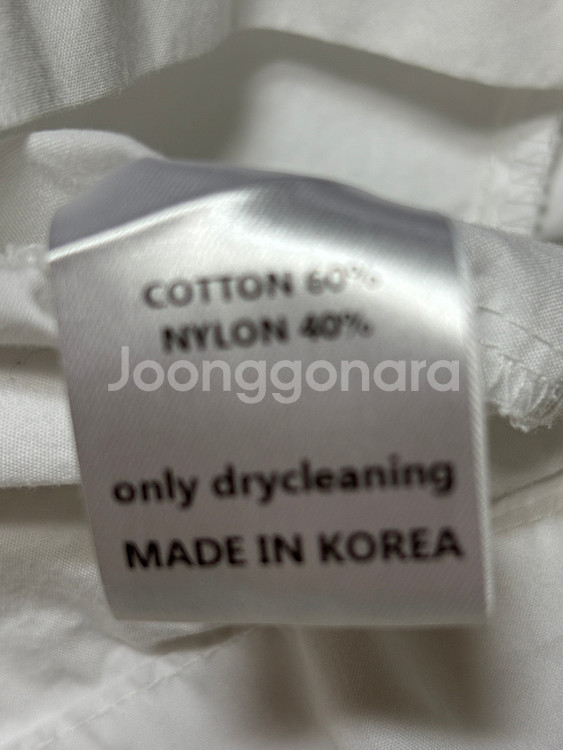 COTTON 60%
NYLON 40%
Joonggonara
only drycleaning
MADE IN KOREA